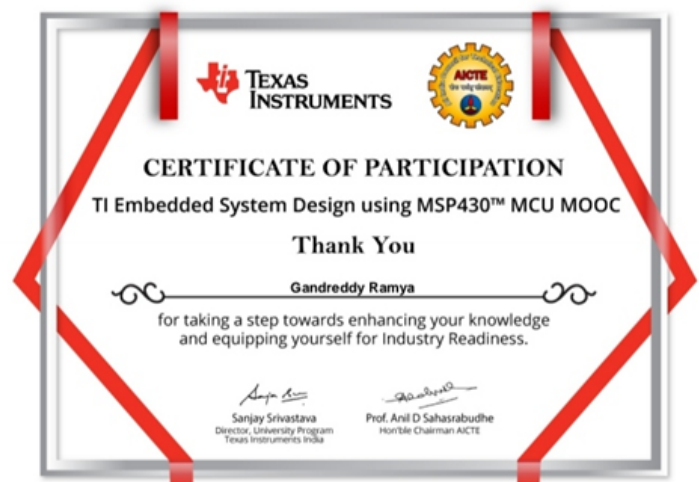 TEXAS
INSTRUMENTS
AICTE
CERTIFICATE OF PARTICIPATION
TI Embedded System Design using MSP430™ MCU MOOC
Thank You
Gandreddy Ramya
for taking a step towards enhancing your knowledge
and equipping yourself for Industry Readiness.
Sanjay Srivastava
Director, University Program
Texas Instruments India
Prof. Anil D Sahasrabudhe
Hon'ble Chairman AICTE